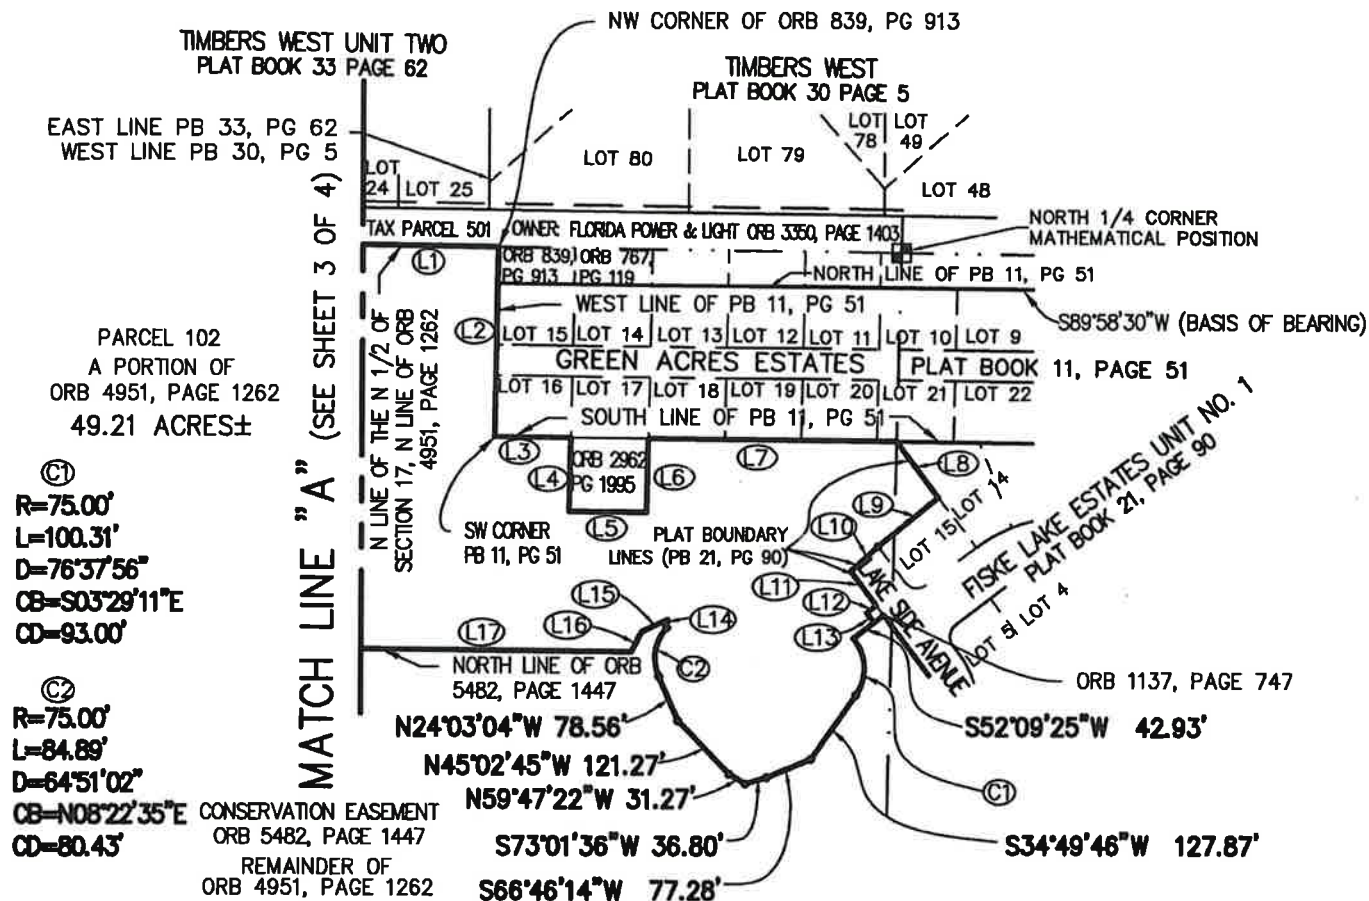 NW CORNER OF ORB 839, PG 913
TIMBERS WEST UNIT TWO
PLAT BOOK 33 PAGE 62
TIMBERS WEST
PLAT BOOK 30 PAGE 5
EAST LINE PB 33, PG 62
WEST LINE PB 30, PG 5
LOT
24
LOT 25
LOT 80
LOT 79
LOT
78
LOT
49
LOT 48
TAX PARCEL 501
OWNER: FLORIDA POWER & LIGHT ORB 3350, PAGE 1403
NORTH 1/4 CORNER
MATHEMATICAL POSITION
L1
ORB 839,
PG 913
ORB 767,
PG 119
NORTH LINE OF PB 11, PG 51
WEST LINE OF PB 11, PG 51
S89°58'30"W (BASIS OF BEARING)
L2
LOT 15
LOT 14
LOT 13
LOT 12
LOT 11
LOT 10
LOT 9
GREEN ACRES ESTATES
PLAT BOOK 11, PAGE 51
LOT 16
LOT 17
LOT 18
LOT 19
LOT 20
LOT 21
LOT 22
SOUTH LINE OF PB 11, PG 51
PARCEL 102
A PORTION OF
ORB 4951, PAGE 1262
49.21 ACRES±
MATCH LINE "A" (SEE SHEET 3 OF 4)
N LINE OF THE N 1/2 OF
SECTION 17, N LINE OF ORB
4951, PAGE 1262
L3
L4
ORB 2962
PG 1995
L6
L7
L8
L5
L9
L10
LOT 14
LOT 15
FISKE LAKE ESTATES UNIT NO. 1
PLAT BOOK 21, PAGE 90
SW CORNER
PB 11, PG 51
PLAT BOUNDARY
LINES (PB 21, PG 90)
LAKE SIDE AVENUE
L11
L12
L13
LOT 5
LOT 4
C1
R=75.00'
L=100.31'
D=76°37'56"
CB=S03°29'11"E
CD=93.00'
L15
L14
L16
L17
C2
NORTH LINE OF ORB
5482, PAGE 1447
ORB 1137, PAGE 747
C2
R=75.00'
L=84.89'
D=64°51'02"
CB=N08°22'35"E
CD=80.43'
N24°03'04"W 78.56'
S52°09'25"W 42.93'
N45°02'45"W 121.27'
N59°47'22"W 31.27'
C1
CONSERVATION EASEMENT
ORB 5482, PAGE 1447
REMAINDER OF
ORB 4951, PAGE 1262
S73°01'36"W 36.80'
S34°49'46"W 127.87'
S66°46'14"W 77.28'